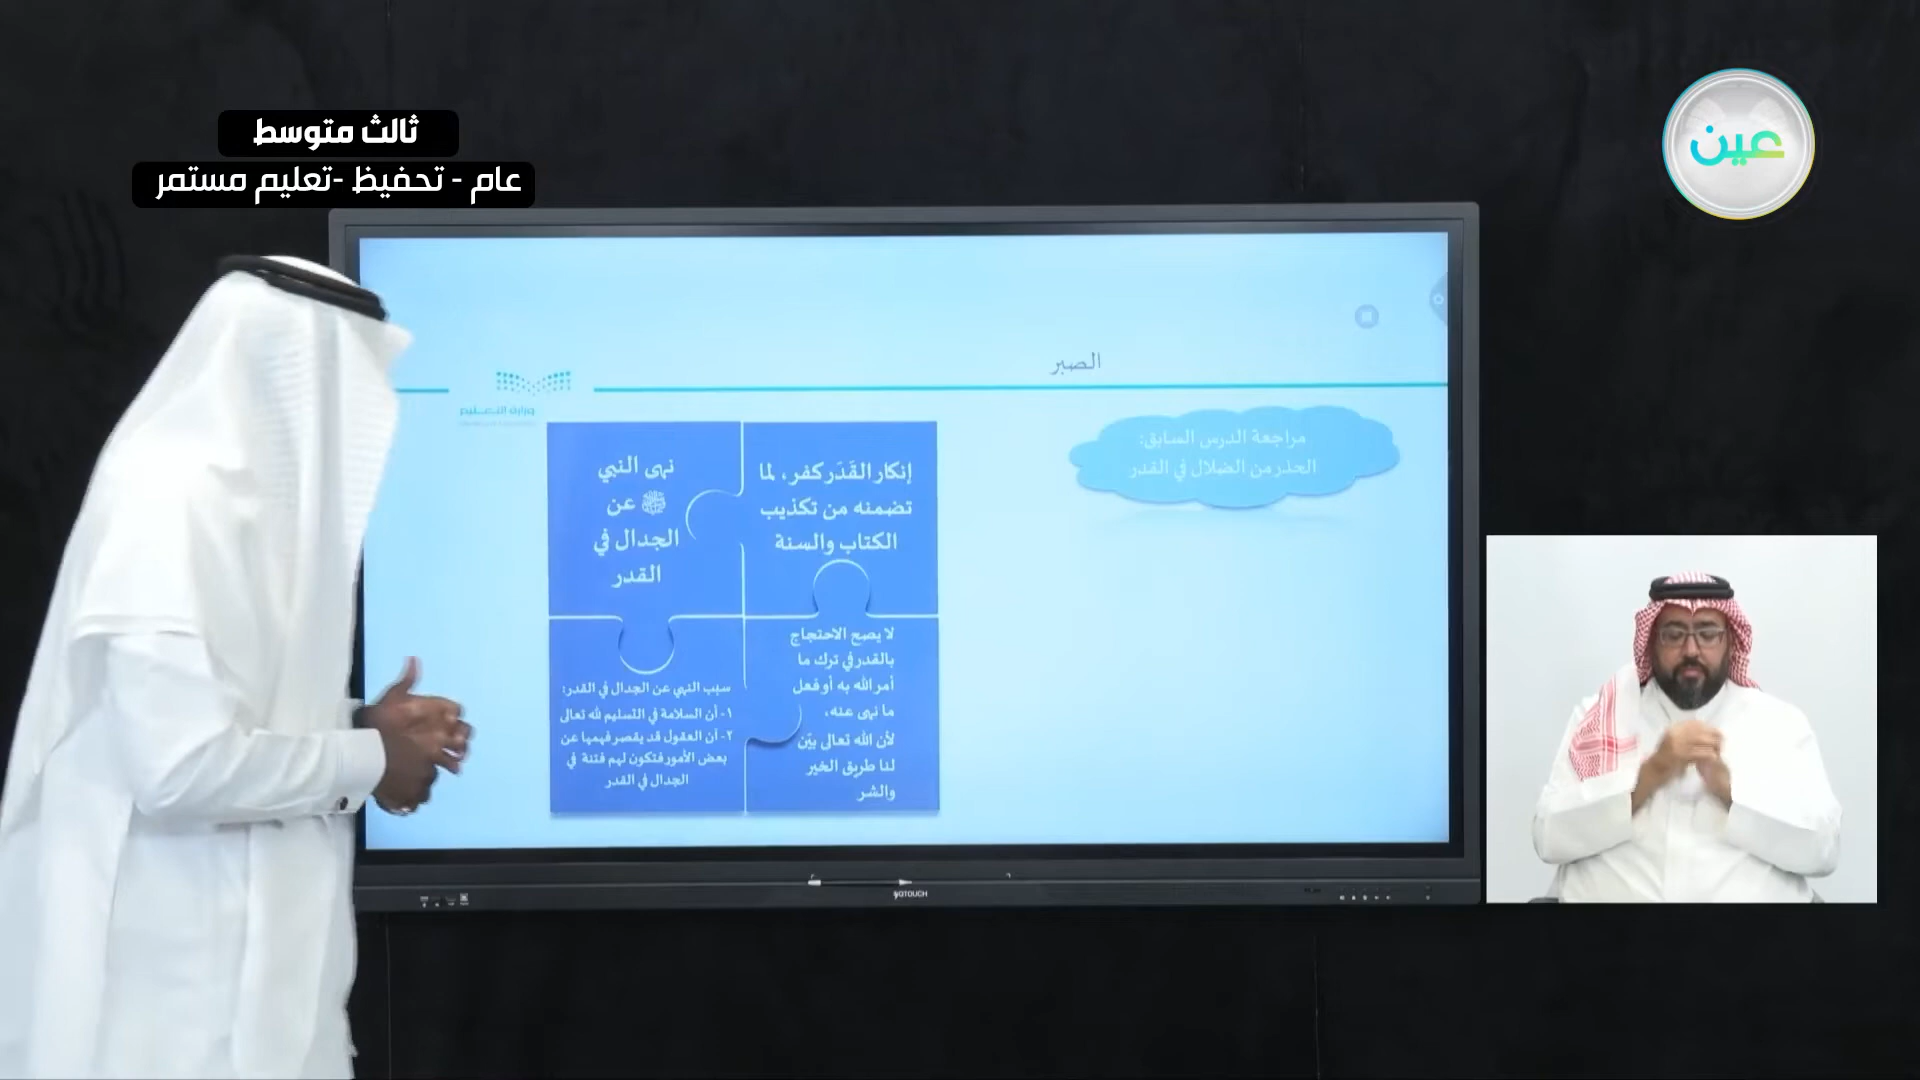 ثالث متوسط
عام - تحفيظ -تعليم مستمر
عين
الصبر
وزارة التعـــليم
مراجعة الدرس السابق:
الحذر من الضلال في القدر
إنكار القَدَر كفر، لما
تضمنه من تكذيب
الكتاب والسنة
نهى النبي
ﷺ عن
الجدال في
القدر
لا يصح الاحتجاج
بالقدر في ترك ما
أمر الله به أو فعل
ما نهى عنه،
لأن الله تعالى بيّن
لنا طريق الخير
والشر
سبب النهي عن الجدال في القدر:
١- أن السلامة في التسليم لله تعالى
٢- أن العقول قد يقصر فهمها عن
بعض الأمور فتكون لهم فتنة في
الجدال في القدر
YOTOUCH